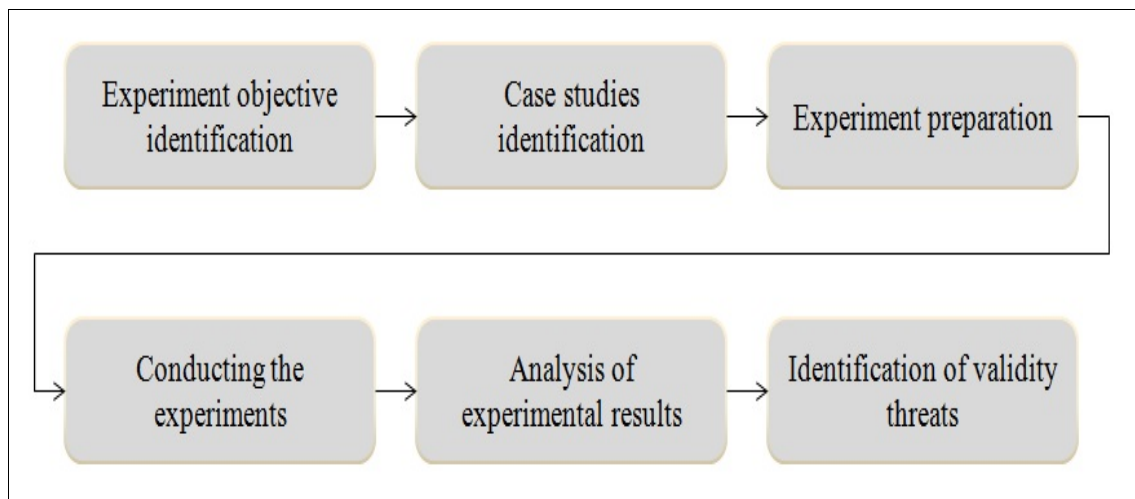 Experiment objective
identification
Case studies
identification
Experiment preparation
Conducting the
experiments
Analysis of
experimental results
Identification of validity
threats